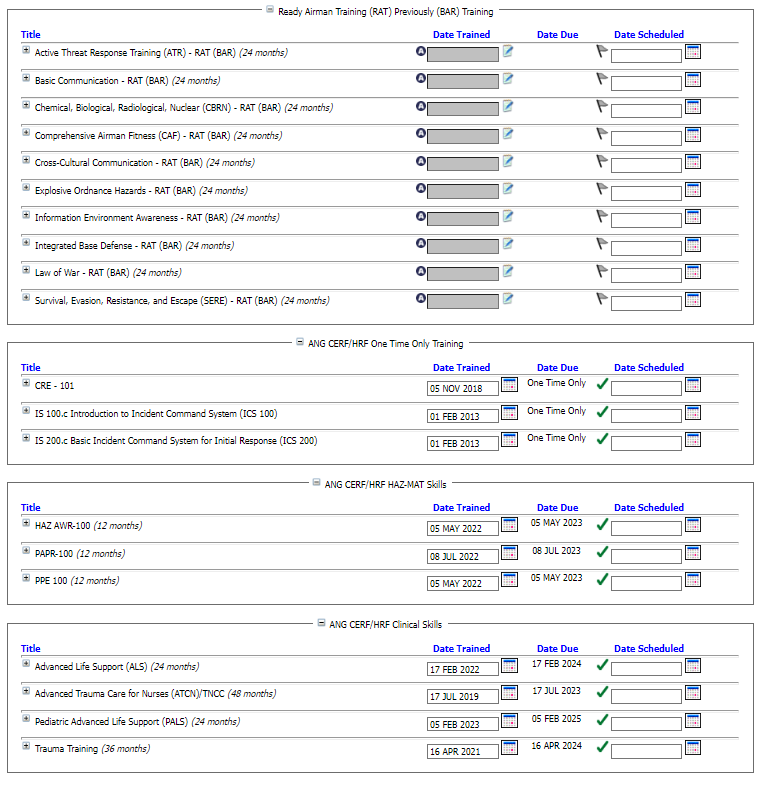 Ready Airman Training (RAT) Previously (BAR) Training
Title Date Trained Date Due Date Scheduled
Active Threat Response Training (ATR) - RAT (BAR) (24 months) A
Basic Communication - RAT (BAR) (24 months) A
Chemical, Biological, Radiological, Nuclear (CBRN) - RAT (BAR) (24 months) A
Comprehensive Airman Fitness (CAF) - RAT (BAR) (24 months) A
Cross-Cultural Communication - RAT (BAR) (24 months) A
Explosive Ordnance Hazards - RAT (BAR) (24 months) A
Information Environment Awareness - RAT (BAR) (24 months) A
Integrated Base Defense - RAT (BAR) (24 months) A
Law of War - RAT (BAR) (24 months) A
Survival, Evasion, Resistance, and Escape (SERE) - RAT (BAR) (24 months) A
ANG CERF/HRF One Time Only Training
Title Date Trained Date Due Date Scheduled
CRE - 101 05 NOV 2018 One Time Only
IS 100.c Introduction to Incident Command System (ICS 100) 01 FEB 2013 One Time Only
IS 200.c Basic Incident Command System for Initial Response (ICS 200) 01 FEB 2013 One Time Only
ANG CERF/HRF HAZ-MAT Skills
Title Date Trained Date Due Date Scheduled
HAZ AWR-100 (12 months) 05 MAY 2022 05 MAY 2023
PAPR-100 (12 months) 08 JUL 2022 08 JUL 2023
PPE 100 (12 months) 05 MAY 2022 05 MAY 2023
ANG CERF/HRF Clinical Skills
Title Date Trained Date Due Date Scheduled
Advanced Life Support (ALS) (24 months) 17 FEB 2022 17 FEB 2024
Advanced Trauma Care for Nurses (ATCN)/TNCC (48 months) 17 JUL 2019 17 JUL 2023
Pediatric Advanced Life Support (PALS) (24 months) 05 FEB 2023 05 FEB 2025
Trauma Training (36 months) 16 APR 2021 16 APR 2024